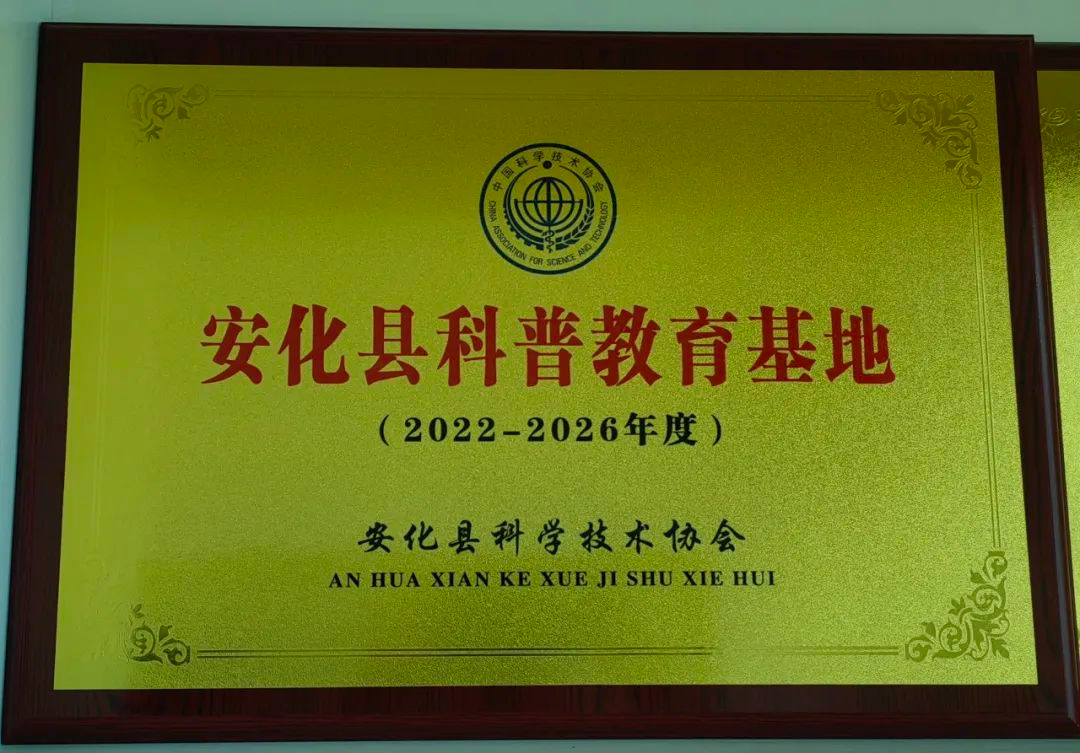 中国科学技术协会
CHINA ASSOCIATION FOR SCIENCE AND TECHNOLOGY
安化县科普教育基地
（2022-2026年度）
安化县科学技术协会
AN HUA XIAN KE XUE JI SHU XIE HUI